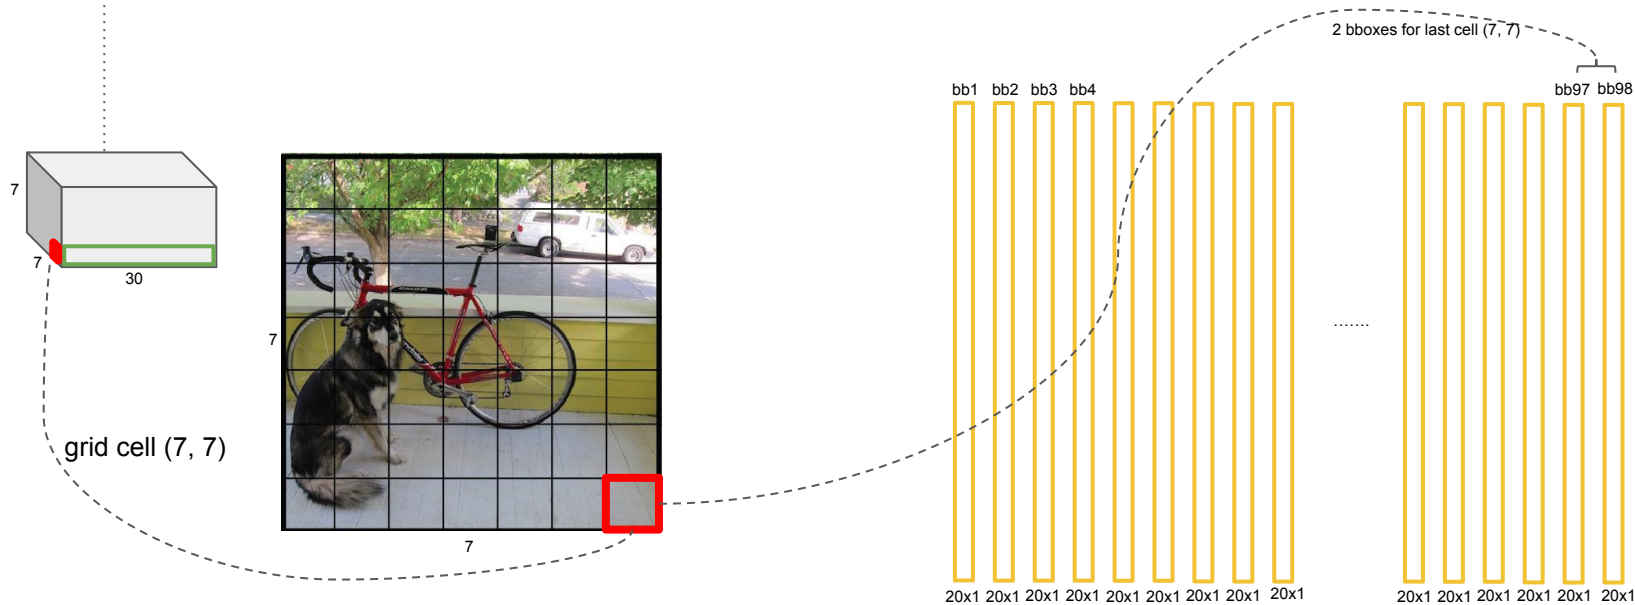 2 bboxes for last cell (7, 7)
bb1 bb2 bb3 bb4 bb97 bb98
7
7
30
7
.......
grid cell (7, 7)
7
20x1 20x1 20x1 20x1 20x1 20x1 20x1 20x1 20x1 20x1 20x1 20x1 20x1 20x1 20x1